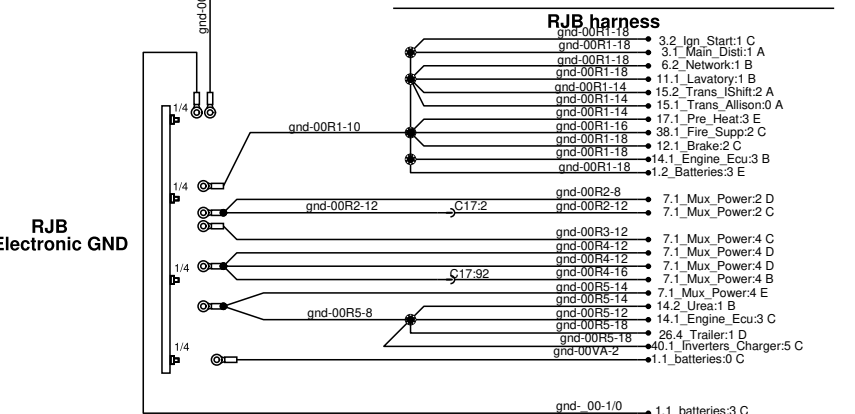 gnd-00
RJB harness
gnd-00R1-18 3.2_Ign_Start:1 C
gnd-00R1-18 3.1_Main_Disti:1 A
gnd-00R1-18 6.2_Network:1 B
gnd-00R1-18 11.1_Lavatory:1 B
gnd-00R1-14 15.2_Trans_IShift:2 A
gnd-00R1-14 15.1_Trans_Allison:0 A
1/4
gnd-00R1-14 17.1_Pre_Heat:3 E
gnd-00R1-10 gnd-00R1-16 38.1_Fire_Supp:2 C
gnd-00R1-18 12.1_Brake:2 C
gnd-00R1-18 14.1_Engine_Ecu:3 B
gnd-00R1-18 1.2_Batteries:3 E
1/4
gnd-00R2-8 7.1_Mux_Power:2 D
gnd-00R2-12 C17:2 gnd-00R2-12 7.1_Mux_Power:2 C
RJB
Electronic GND
gnd-00R3-12 7.1_Mux_Power:4 C
gnd-00R4-12 7.1_Mux_Power:4 D
1/4
gnd-00R4-12 7.1_Mux_Power:4 D
C17:92 gnd-00R4-16 7.1_Mux_Power:4 B
gnd-00R5-14 7.1_Mux_Power:4 E
gnd-00R5-14 14.2_Urea:1 B
gnd-00R5-8 gnd-00R5-12 14.1_Engine_Ecu:3 C
gnd-00R5-18 26.4_Trailer:1 D
1/4
gnd-00R5-18 40.1_Inverters_Charger:5 C
gnd-00VA-2 1.1_batteries:0 C
gnd-_00-1/0 1.1_batteries:3 C